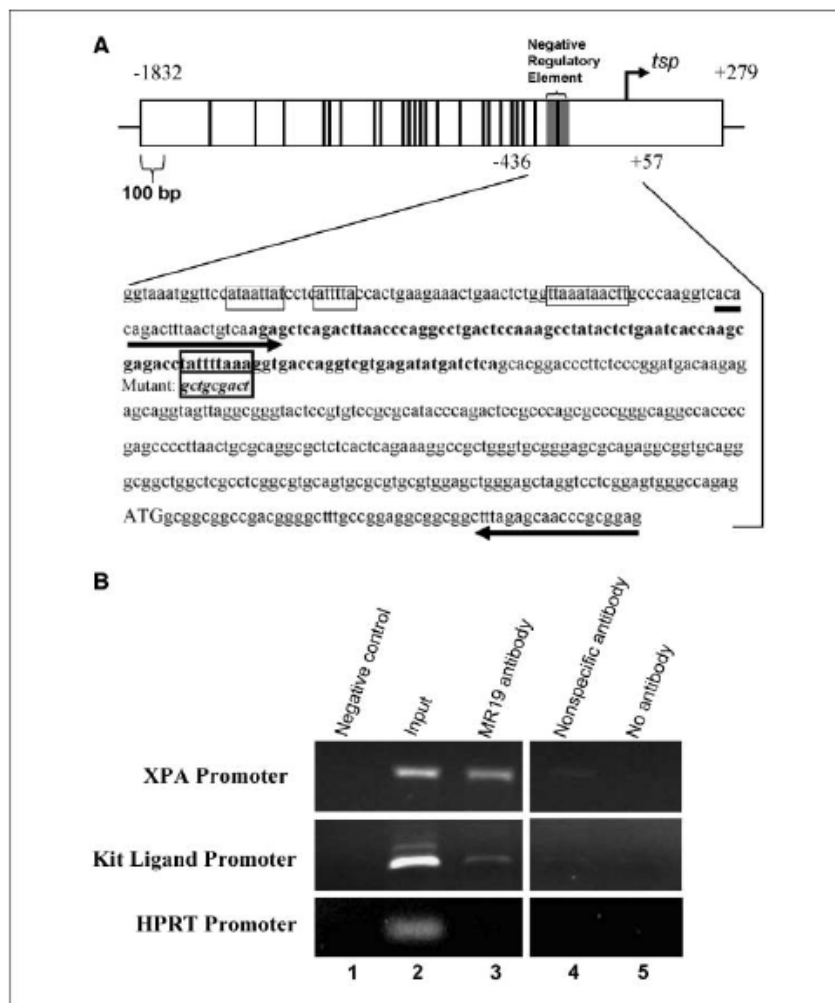 A
Negative
Regulatory
Element
-1832
tsp
+279
-436
+57
100 bp
ggtaaatggttccataattatcctcattttaccactgaagaaactgaactctggttaaataacttgcccaaggtcaca
cagactttaactgtcaagagctcagacttaacccaggcctgactccaaagcctatactctgaatcaccaagc
gagacctattttaaaggtgaccaggtcgtgagatatgatctcagcacggacccttctcccggatgacaagag
Mutant: gctgcgact
agcaggtagttaggcgggtactccgtgtccgcgcatacccagactccgcccagcgcccgggcaggccacccc
gagccccttaactgcgcaggcgctctcactcagaaaggccgctgggtgcgggagcgcagaggcggtgcagg
gcggctggctcgcctcggcgtgcagtgcgcgtgcgtggagctgggagctaggtcctcggagtgggccagag
ATGgcggcggccgacggggctttgccggaggcggcggctttagagcaacccgcggag
B
Negative control
Input
MR19 antibody
Nonspecific antibody
No antibody
XPA Promoter
Kit Ligand Promoter
HPRT Promoter
1 2 3 4 5